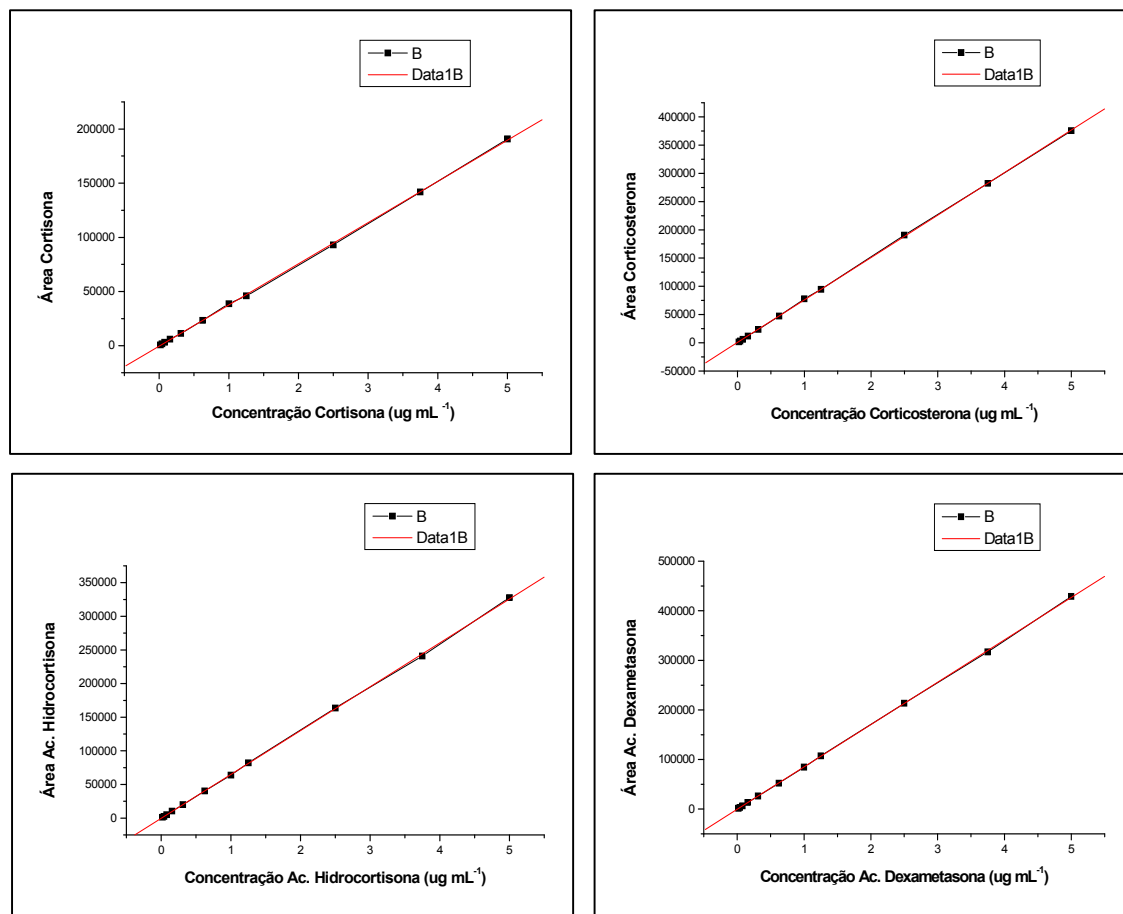 B
Data1B
200000
150000
100000
50000
0
0 1 2 3 4 5
Área Cortisona
Concentração Cortisona (ug mL -1)
B
Data1B
400000
350000
300000
250000
200000
150000
100000
50000
0
-50000
0 1 2 3 4 5
Área Corticosterona
Concentração Corticosterona (ug mL -1)
B
Data1B
350000
300000
250000
200000
150000
100000
50000
0
0 1 2 3 4 5
Área Ac. Hidrocortisona
Concentração Ac. Hidrocortisona (ug mL-1)
B
Data1B
500000
400000
300000
200000
100000
0
0 1 2 3 4 5
Área Ac. Dexametasona
Concentração Ac. Dexametasona (ug mL-1)